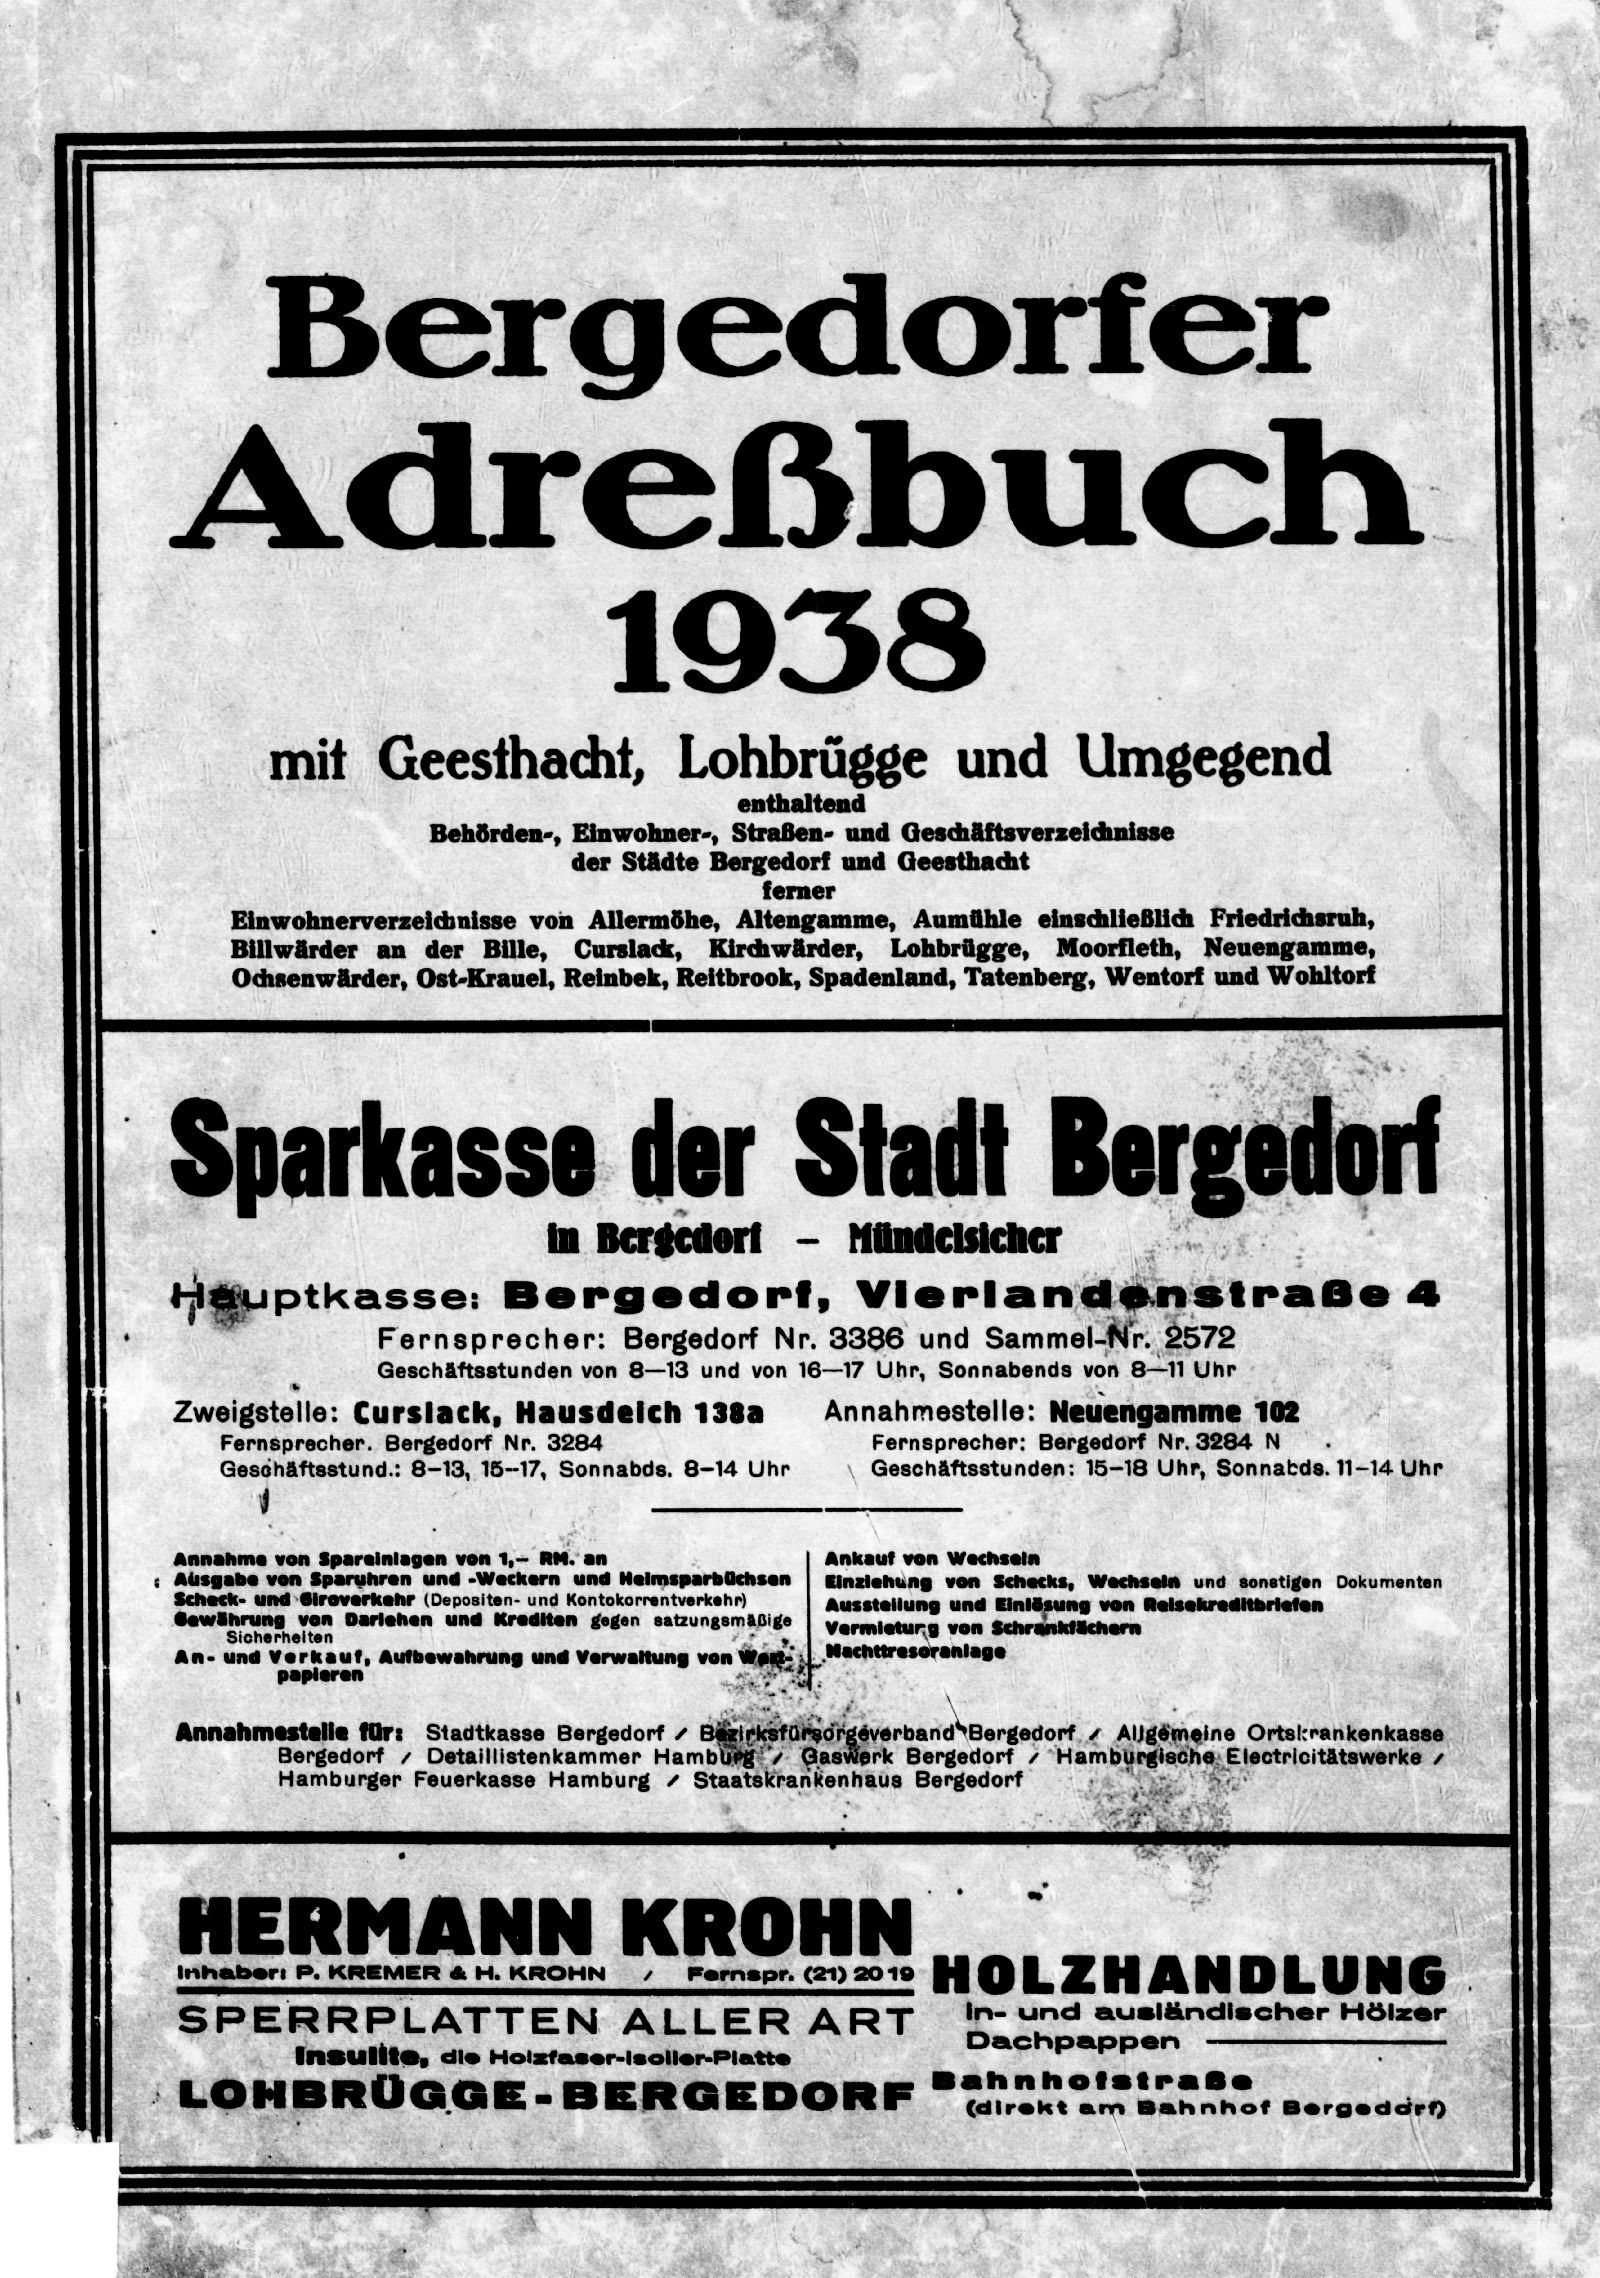 Bergedorfer
Adreßbuch
1938
mit Geesthacht, Lohbrügge und Umgegend
enthaltend
Behörden-, Einwohner-, Straßen- und Geschäftsverzeichnisse
der Städte Bergedorf und Geesthacht
ferner
Einwohnerverzeichnisse von Allermöhe, Altengamme, Aumühle einschließlich Friedrichsruh,
Billwärder an der Bille, Curslack, Kirchwärder, Lohbrügge, Moorfleth, Neuengamme,
Ochsenwärder, Ost-Krauel, Reinbek, Reitbrook, Spadenland, Tatenberg, Wentorf und Wohltorf
Sparkasse der Stadt Bergedorf
in Bergedorf – Mündelsicher
Hauptkasse: Bergedorf, Vierlandenstraße 4
Fernsprecher: Bergedorf Nr. 3386 und Sammel-Nr. 2572
Geschäftsstunden von 8—13 und von 16—17 Uhr, Sonnabends von 8—11 Uhr
Zweigstelle: Curslack, Hausdeich 138a
Fernsprecher. Bergedorf Nr. 3284
Geschäftsstund.: 8–13, 15–17, Sonnabds. 8–14 Uhr
Annahmestelle: Neuengamme 102
Fernsprecher: Bergedorf Nr. 3284 N
Geschäftsstunden: 15–18 Uhr, Sonnabds. 11–14 Uhr
Annahme von Spareinlagen von 1,– RM. an
Ausgabe von Sparuhren und -Weckern und Heimsparbüchsen
Scheck- und Giroverkehr (Depositen- und Kontokorrentverkehr)
Gewährung von Darlehen und Krediten gegen satzungsmäßige
Sicherheiten
An- und Verkauf, Aufbewahrung und Verwaltung von Wert-
papieren
Ankauf von Wechseln
Einziehung von Schecks, Wechseln und sonstigen Dokumenten
Ausstellung und Einlösung von Reisekreditbriefen
Vermietung von Schrankfächern
Nachttresoranlage
Annahmestelle für: Stadtkasse Bergedorf / Bezirksfürsorgeverband Bergedorf / Allgemeine Ortskrankenkasse
Bergedorf / Detaillistenkammer Hamburg / Gaswerk Bergedorf / Hamburgische Electricitätswerke /
Hamburger Feuerkasse Hamburg / Staatskrankenhaus Bergedorf
HERMANN KROHN
Inhaber: P. KREMER & H. KROHN / Fernspr. (21) 2019
SPERRPLATTEN ALLER ART
Insulite, die Holzfaser-Isolier-Platte
LOHBRÜGGE-BERGEDORF
HOLZHANDLUNG
in- und ausländischer Hölzer
Dachpappen
Bahnhofstraße
(direkt am Bahnhof Bergedorf)